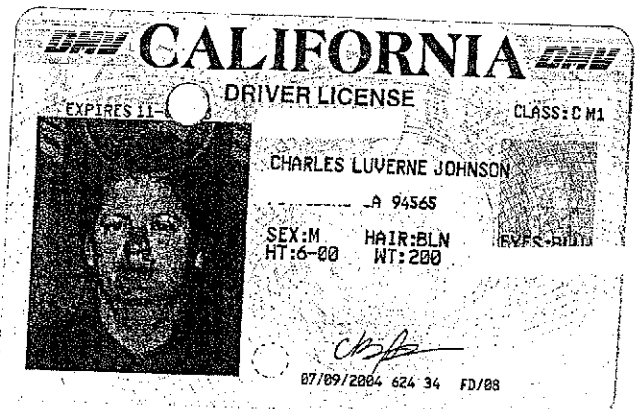 DMV CALIFORNIA DMV
DRIVER LICENSE
EXPIRES 11-
CLASS: C M1
CHARLES LUVERNE JOHNSON
A 94565
SEX:M HAIR:BLN
HT:6-00 WT:200
07/09/2004 624 34 FD/08